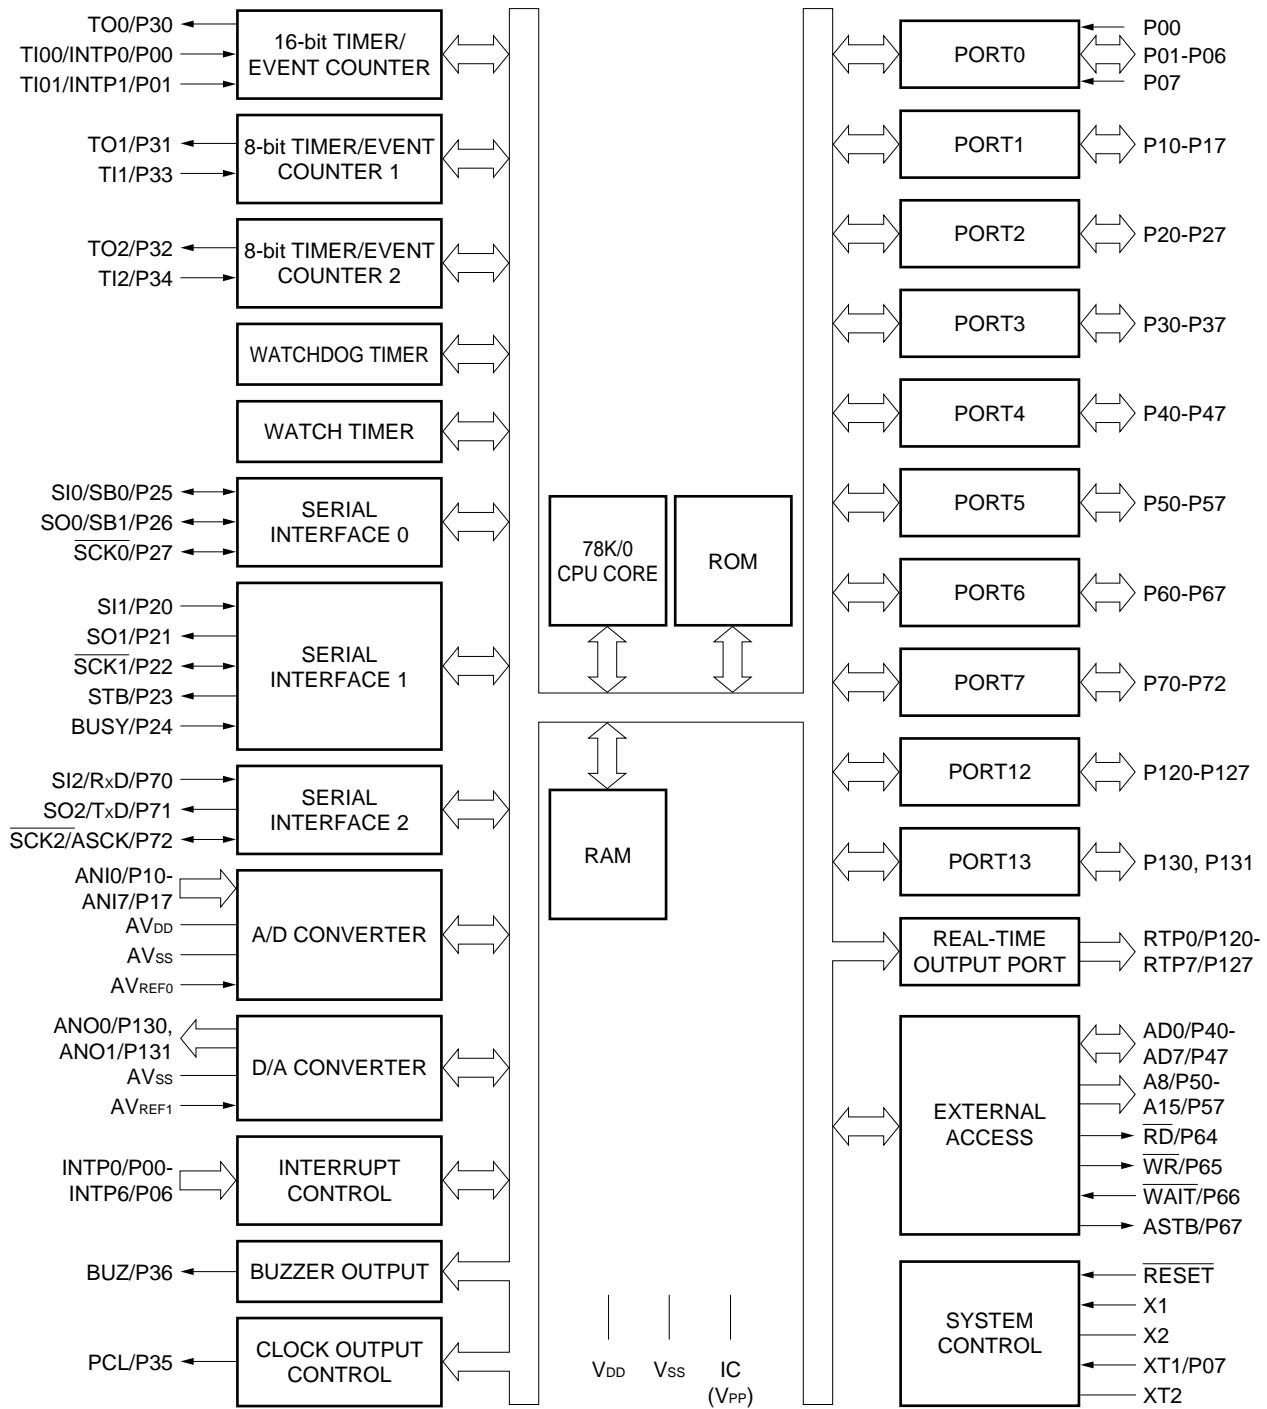 TO0/P30
TI00/INTP0/P00
TI01/INTP1/P01
16-bit TIMER/
EVENT COUNTER
TO1/P31
TI1/P33
8-bit TIMER/EVENT
COUNTER 1
TO2/P32
TI2/P34
8-bit TIMER/EVENT
COUNTER 2
WATCHDOG TIMER
WATCH TIMER
SI0/SB0/P25
SO0/SB1/P26
SCK0/P27
SERIAL
INTERFACE 0
SI1/P20
SO1/P21
SCK1/P22
STB/P23
BUSY/P24
SERIAL
INTERFACE 1
SI2/RxD/P70
SO2/TxD/P71
SCK2/ASCK/P72
SERIAL
INTERFACE 2
ANI0/P10-
ANI7/P17
AVDD
AVSS
AVREF0
A/D CONVERTER
ANO0/P130,
ANO1/P131
AVSS
AVREF1
D/A CONVERTER
INTP0/P00-
INTP6/P06
INTERRUPT
CONTROL
BUZ/P36
BUZZER OUTPUT
PCL/P35
CLOCK OUTPUT
CONTROL
78K/0
CPU CORE
ROM
RAM
VDD
VSS
IC
(VPP)
PORT0
P00
P01-P06
P07
PORT1
P10-P17
PORT2
P20-P27
PORT3
P30-P37
PORT4
P40-P47
PORT5
P50-P57
PORT6
P60-P67
PORT7
P70-P72
PORT12
P120-P127
PORT13
P130, P131
REAL-TIME
OUTPUT PORT
RTP0/P120-
RTP7/P127
EXTERNAL
ACCESS
AD0/P40-
AD7/P47
A8/P50-
A15/P57
RD/P64
WR/P65
WAIT/P66
ASTB/P67
SYSTEM
CONTROL
RESET
X1
X2
XT1/P07
XT2